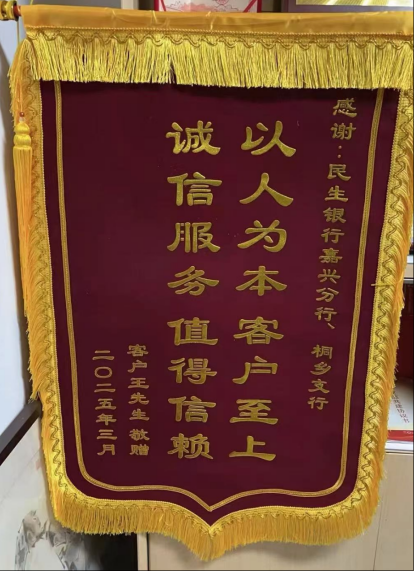 感谢：民生银行嘉兴分行、桐乡支行
以人为本 客户至上
诚信服务 值得信赖
客户王先生 敬赠
二〇二五年三月